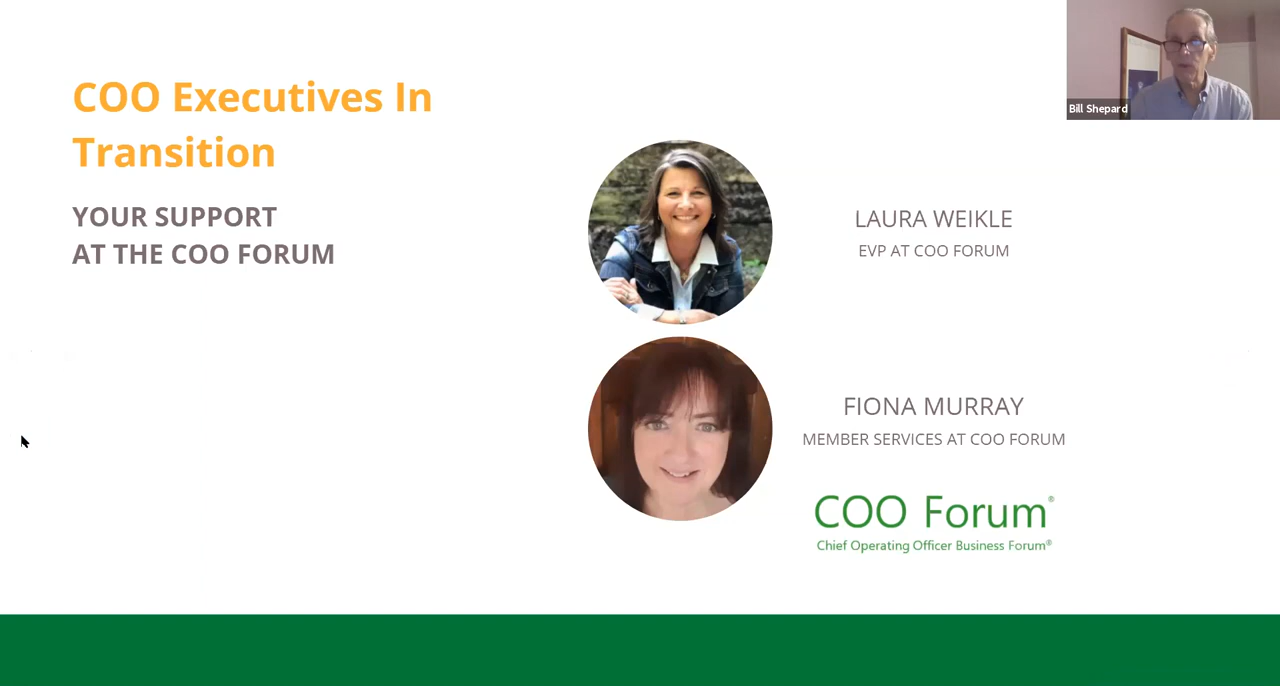 COO Executives In
Transition
YOUR SUPPORT
AT THE COO FORUM
Bill Shepard
LAURA WEIKLE
EVP AT COO FORUM
FIONA MURRAY
MEMBER SERVICES AT COO FORUM
COO Forum®
Chief Operating Officer Business Forum®